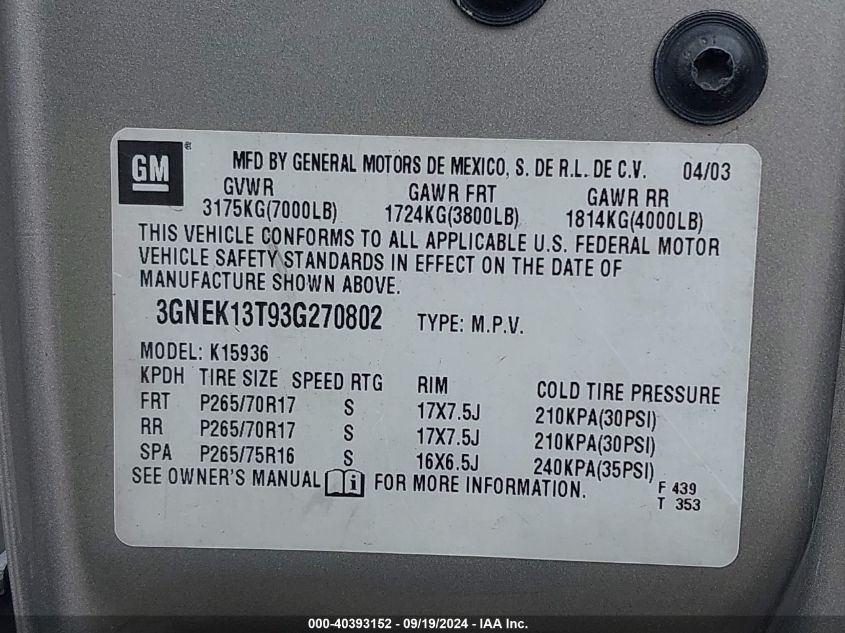 GM ® MFD BY GENERAL MOTORS DE MEXICO, S. DE R.L. DE C.V. 04/03
GVWR GAWR FRT GAWR RR
3175KG(7000LB) 1724KG(3800LB) 1814KG(4000LB)
THIS VEHICLE CONFORMS TO ALL APPLICABLE U.S. FEDERAL MOTOR
VEHICLE SAFETY STANDARDS IN EFFECT ON THE DATE OF
MANUFACTURE SHOWN ABOVE.
3GNEK13T93G270802 TYPE: M.P.V.
MODEL: K15936
KPDH TIRE SIZE SPEED RTG RIM COLD TIRE PRESSURE
FRT P265/70R17 S 17X7.5J 210KPA(30PSI)
RR P265/70R17 S 17X7.5J 210KPA(30PSI)
SPA P265/75R16 S 16X6.5J 240KPA(35PSI)
SEE OWNER'S MANUAL i FOR MORE INFORMATION. F 439
T 353
000-40393152 - 09/19/2024 - IAA Inc.